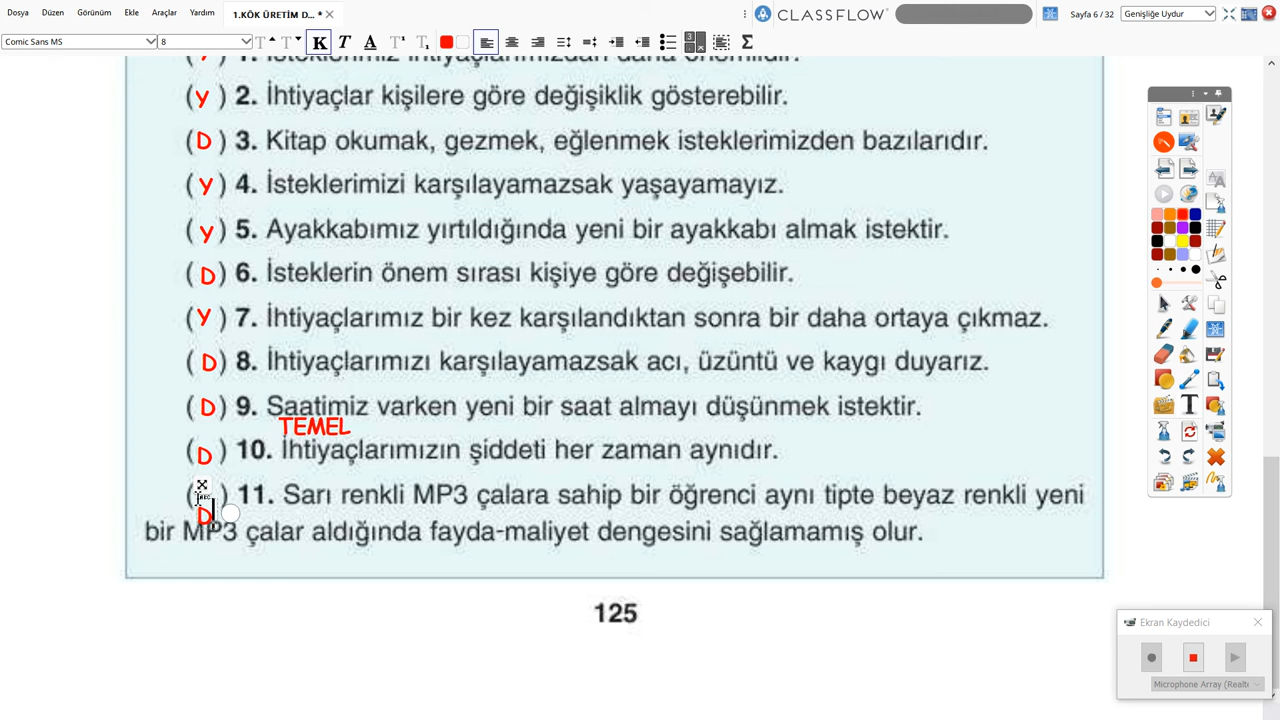 Dosya Düzen Görünüm Ekle Araçlar Yardım 1.KÖK ÜRETİM D... * CLASSFLOW Sayfa 6 / 32 Genişliğe Uydur
Comic Sans MS 8
1. İsteklerimiz ihtiyaçlarımızdan daha önemlidir.
(Y) 2. İhtiyaçlar kişilere göre değişiklik gösterebilir.
(D) 3. Kitap okumak, gezmek, eğlenmek isteklerimizden bazılarıdır.
(Y) 4. İsteklerimizi karşılayamazsak yaşayamayız.
(Y) 5. Ayakkabımız yırtıldığında yeni bir ayakkabı almak istektir.
(D) 6. İsteklerin önem sırası kişiye göre değişebilir.
(Y) 7. İhtiyaçlarımız bir kez karşılandıktan sonra bir daha ortaya çıkmaz.
(D) 8. İhtiyaçlarımızı karşılayamazsak acı, üzüntü ve kaygı duyarız.
(D) 9. Saatimiz varken yeni bir saat almayı düşünmek istektir.
TEMEL
(D) 10. İhtiyaçlarımızın şiddeti her zaman aynıdır.
( ) 11. Sarı renkli MP3 çalara sahip bir öğrenci aynı tipte beyaz renkli yeni
D
bir MP3 çalar aldığında fayda-maliyet dengesini sağlamamış olur.
125
Ekran Kaydedici
Microphone Array (Realte